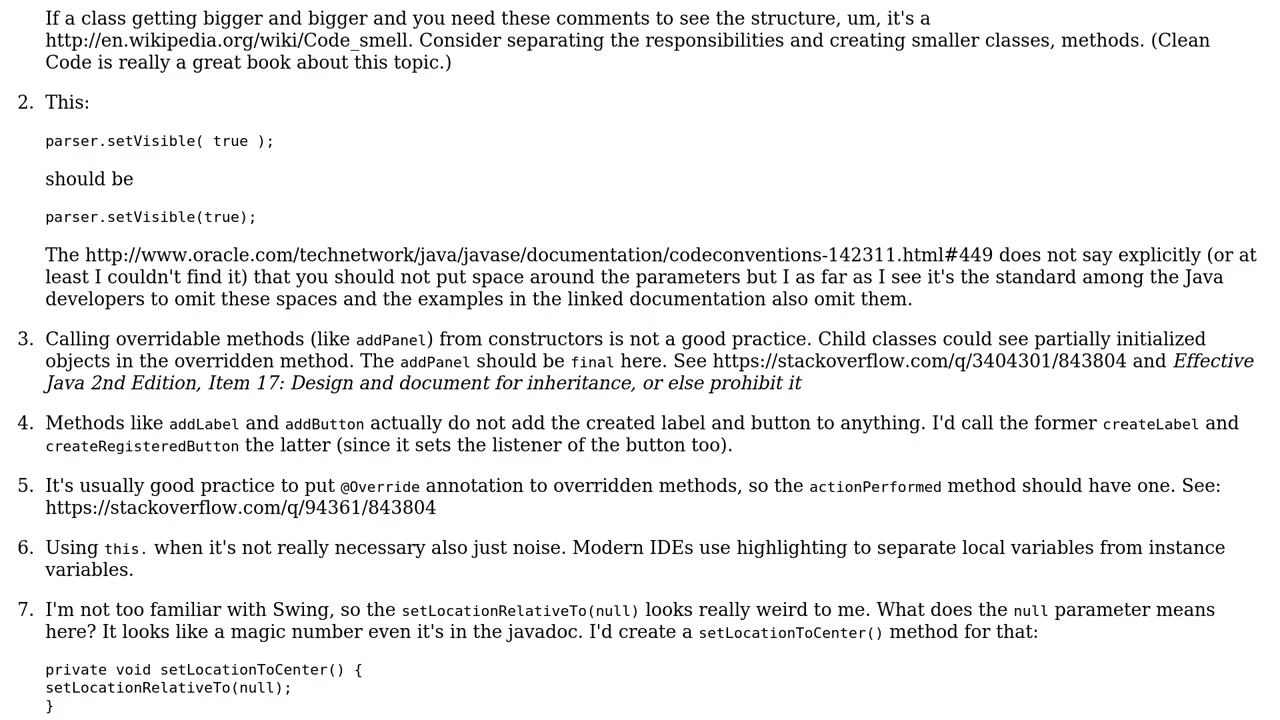 If a class getting bigger and bigger and you need these comments to see the structure, um, it's a
http://en.wikipedia.org/wiki/Code_smell. Consider separating the responsibilities and creating smaller classes, methods. (Clean
Code is really a great book about this topic.)
2. This:
parser.setVisible( true );
should be
parser.setVisible(true);
The http://www.oracle.com/technetwork/java/javase/documentation/codeconventions-142311.html#449 does not say explicitly (or at
least I couldn't find it) that you should not put space around the parameters but I as far as I see it's the standard among the Java
developers to omit these spaces and the examples in the linked documentation also omit them.
3. Calling overridable methods (like addPanel) from constructors is not a good practice. Child classes could see partially initialized
objects in the overridden method. The addPanel should be final here. See https://stackoverflow.com/q/3404301/843804 and Effective
Java 2nd Edition, Item 17: Design and document for inheritance, or else prohibit it
4. Methods like addLabel and addButton actually do not add the created label and button to anything. I'd call the former createLabel and
createRegisteredButton the latter (since it sets the listener of the button too).
5. It's usually good practice to put @Override annotation to overridden methods, so the actionPerformed method should have one. See:
https://stackoverflow.com/q/94361/843804
6. Using this. when it's not really necessary also just noise. Modern IDEs use highlighting to separate local variables from instance
variables.
7. I'm not too familiar with Swing, so the setLocationRelativeTo(null) looks really weird to me. What does the null parameter means
here? It looks like a magic number even it's in the javadoc. I'd create a setLocationToCenter() method for that:
private void setLocationToCenter() {
setLocationRelativeTo(null);
}